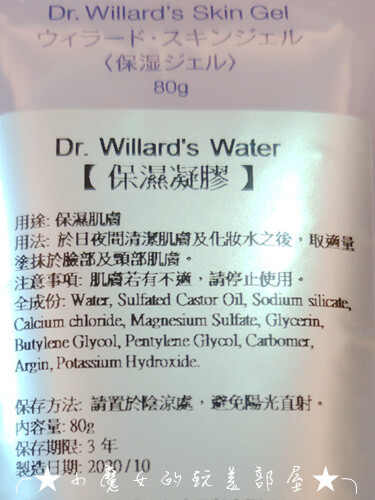 Dr. Willard's Skin Gel
ウィラード・スキンジェル
〈保湿ジェル〉
80g
Dr. Willard's Water
【保濕凝膠】
用途: 保濕肌膚
用法: 於日夜間清潔肌膚及化妝水之後，取適量
塗抹於臉部及頸部肌膚。
注意事項: 肌膚若有不適，請停止使用。
全成份: Water, Sulfated Castor Oil, Sodium silicate,
Calcium chloride, Magnesium Sulfate, Glycerin,
Butylene Glycol, Pentylene Glycol, Carbomer,
Argin, Potassium Hydroxide.
保存方法: 請置於陰涼處，避免陽光直射。
內容量: 80g
保存期限: 3 年
製造日期: 2020/10
★小魔女的玩美部屋★